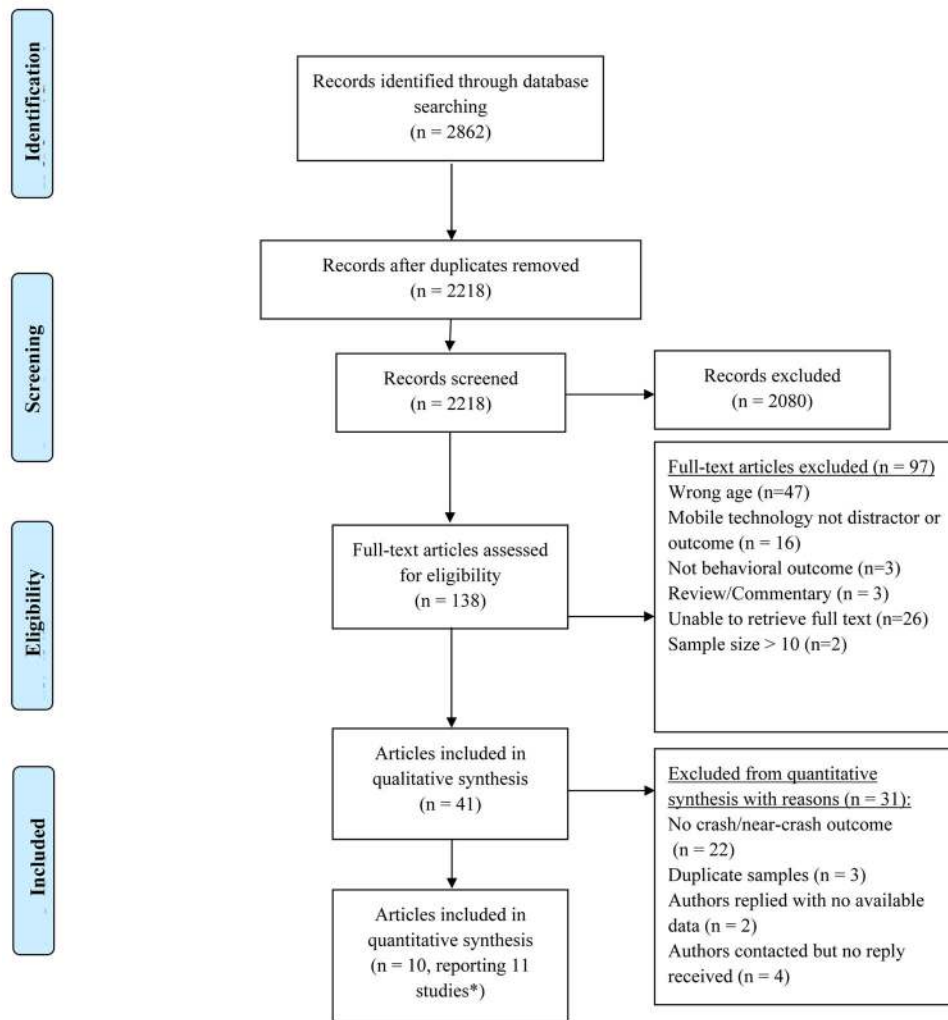 Identification
Records identified through database
searching
(n = 2862)
Records after duplicates removed
(n = 2218)
Screening
Records screened
(n = 2218)
Records excluded
(n = 2080)
Eligibility
Full-text articles assessed
for eligibility
(n = 138)
Full-text articles excluded (n = 97)
Wrong age (n=47)
Mobile technology not distractor or
outcome (n = 16)
Not behavioral outcome (n=3)
Review/Commentary (n = 3)
Unable to retrieve full text (n=26)
Sample size > 10 (n=2)
Included
Articles included in
qualitative synthesis
(n = 41)
Excluded from quantitative
synthesis with reasons (n = 31):
No crash/near-crash outcome
(n = 22)
Duplicate samples (n = 3)
Authors replied with no available
data (n = 2)
Authors contacted but no reply
received (n = 4)
Articles included in
quantitative synthesis
(n = 10, reporting 11
studies*)